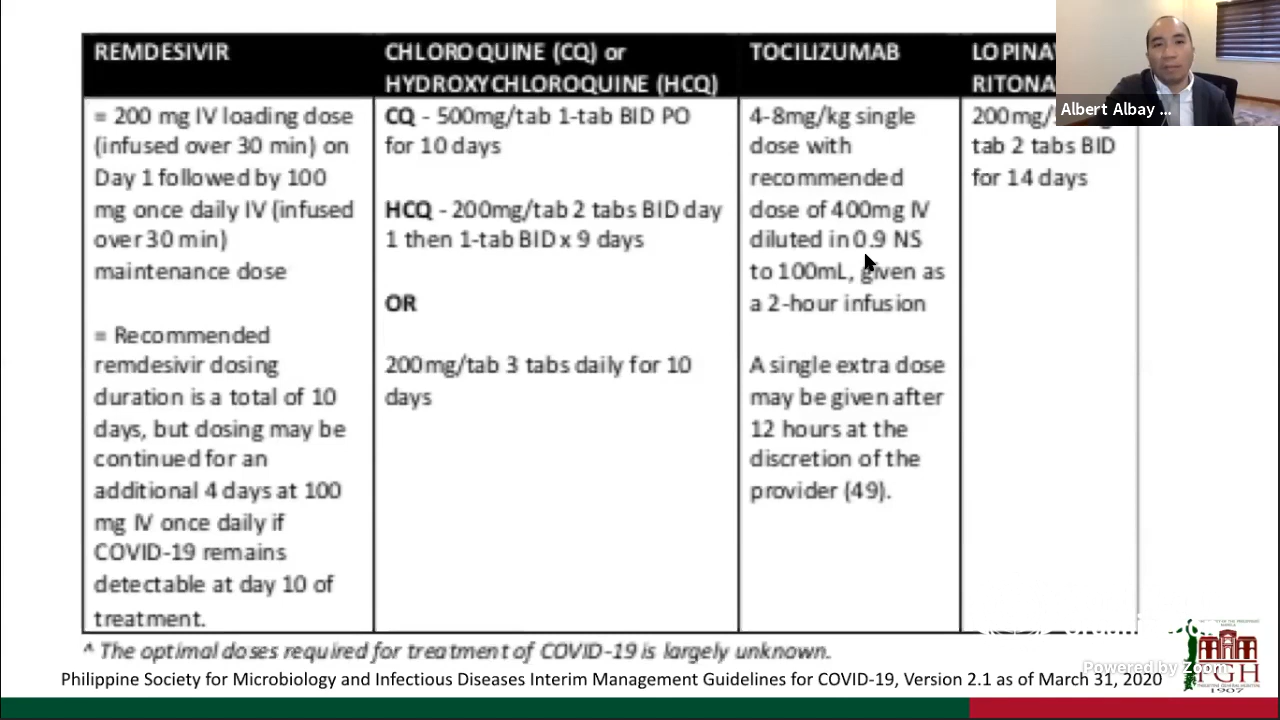 REMDESIVIR
= 200 mg IV loading dose
(infused over 30 min) on
Day 1 followed by 100
mg once daily IV (infused
over 30 min)
maintenance dose
= Recommended
remdesivir dosing
duration is a total of 10
days, but dosing may be
continued for an
additional 4 days at 100
mg IV once daily if
COVID-19 remains
detectable at day 10 of
treatment.
CHLOROQUINE (CQ) or
HYDROXYCHLOROQUINE (HCQ)
CQ - 500mg/tab 1-tab BID PO
for 10 days
HCQ - 200mg/tab 2 tabs BID day
1 then 1-tab BID x 9 days
OR
200mg/tab 3 tabs daily for 10
days
TOCILIZUMAB
4-8mg/kg single
dose with
recommended
dose of 400mg IV
diluted in 0.9 NS
to 100mL, given as
a 2-hour infusion
A single extra dose
may be given after
12 hours at the
discretion of the
provider (49).
LOPINA
RITONA
200mg/
tab 2 tabs BID
for 14 days
Albert Albay ...
^ The optimal doses required for treatment of COVID-19 is largely unknown.
Philippine Society for Microbiology and Infectious Diseases Interim Management Guidelines for COVID-19, Version 2.1 as of March 31, 2020
Powered by Zoom
PGH
1907